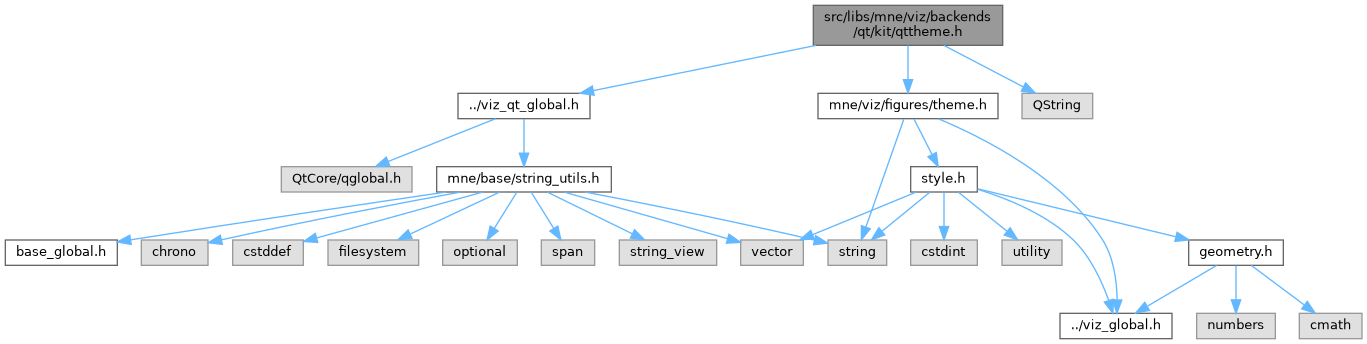 src/libs/mne/viz/backends
/qt/kit/qttheme.h
../viz_qt_global.h
mne/viz/figures/theme.h
QString
QtCore/qglobal.h
mne/base/string_utils.h
style.h
base_global.h
chrono
cstddef
filesystem
optional
span
string_view
vector
string
cstdint
utility
geometry.h
../viz_global.h
numbers
cmath